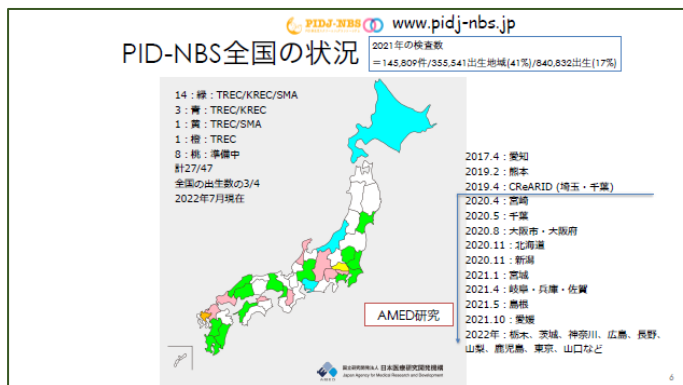 PIDJ-NBS www.pidj-nbs.jp
PID-NBS全国の状況
2021年の検査数
＝145,809件/355,541出生地域(41%)/840,832出生(17%)
14：緑：TREC/KREC/SMA
3：青：TREC/KREC
1：黄：TREC/SMA
1：橙：TREC
8：桃：準備中
計27/47
全国の出生数の3/4
2022年7月現在
2017.4：愛知
2019.2：熊本
2019.4：CReARID (埼玉・千葉)
2020.4：宮崎
2020.5：千葉
2020.8：大阪市・大阪府
2020.11：北海道
2020.11：新潟
2021.1：宮城
2021.4：岐阜・兵庫・佐賀
2021.5：島根
2021.10：愛媛
2022年：栃木、茨城、神奈川、広島、長野、
山梨、鹿児島、東京、山口など
AMED研究
国立研究開発法人 日本医療研究開発機構
Japan Agency for Medical Research and Development
AMED
6